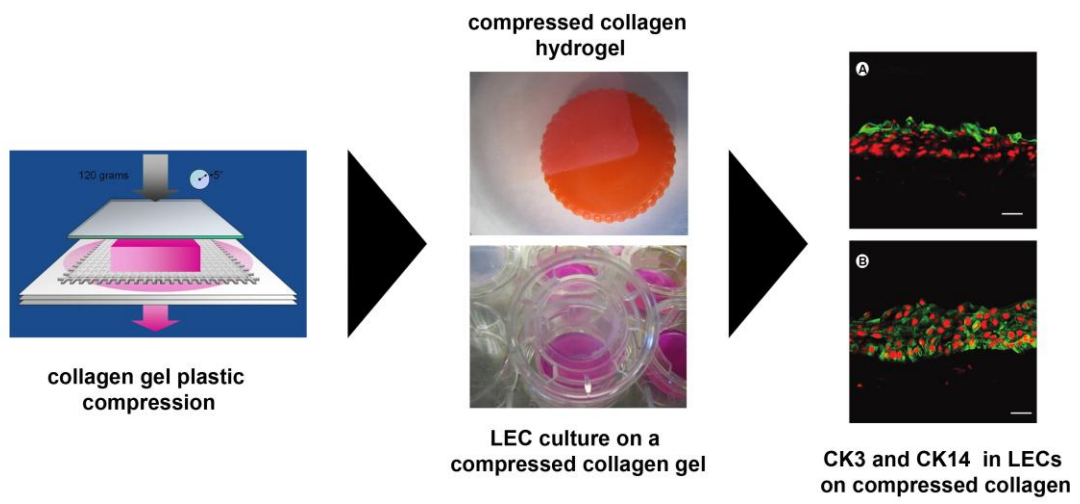 120 grams
~5"
collagen gel plastic
compression
compressed collagen
hydrogel
LEC culture on a
compressed collagen gel
A
B
CK3 and CK14 in LECs
on compressed collagen